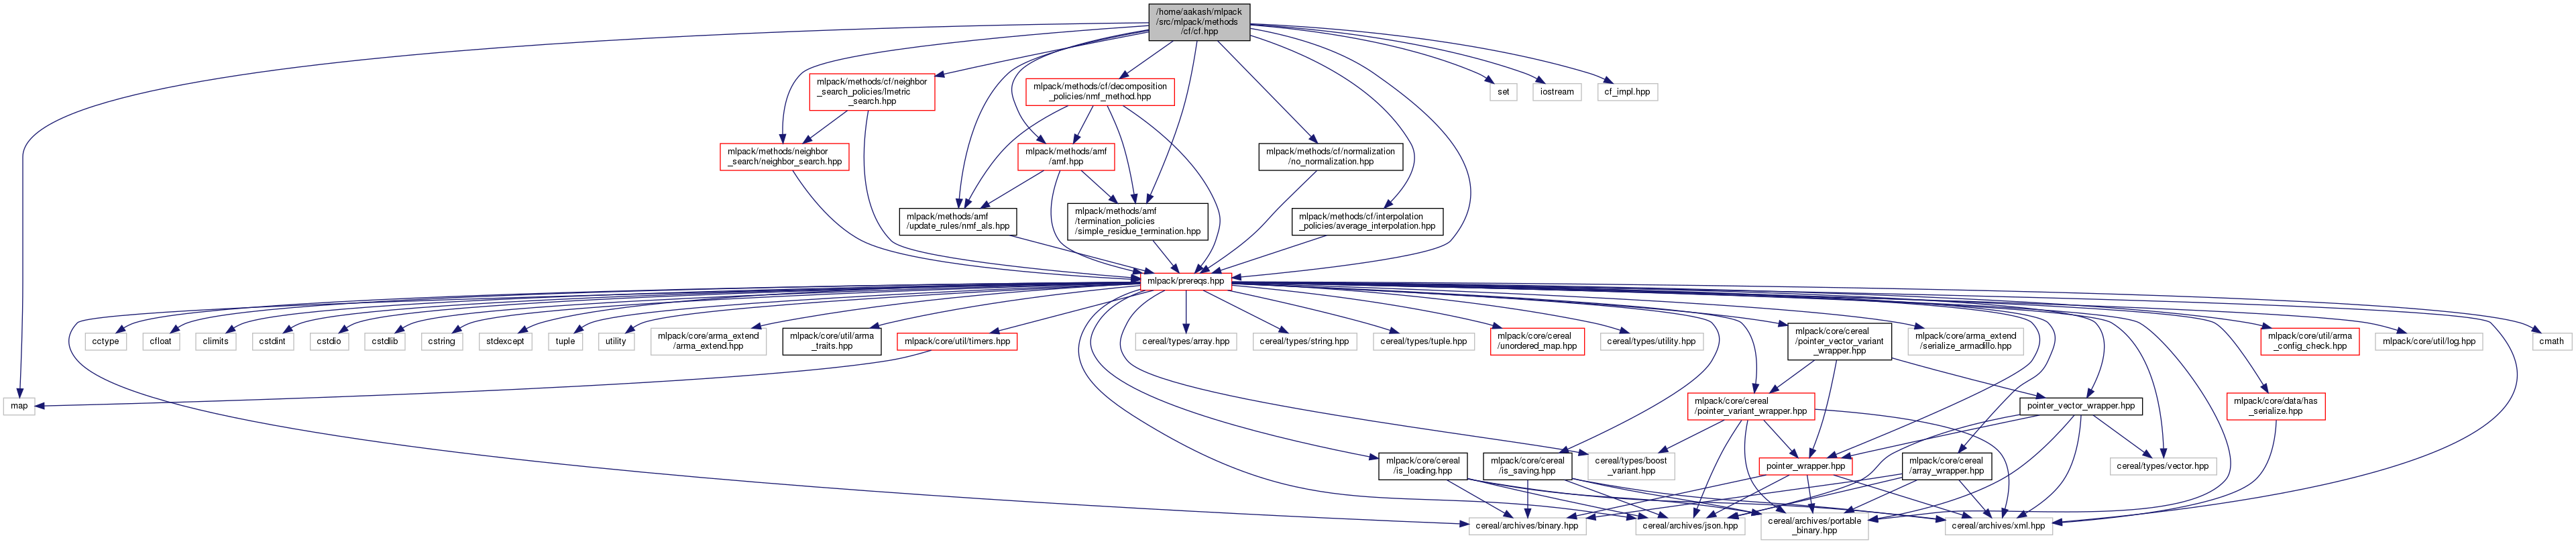 /home/aakash/mlpack
/src/mlpack/methods
/cf/cf.hpp
mlpack/methods/cf/neighbor
_search_policies/lmetric
_search.hpp
mlpack/methods/cf/decomposition
_policies/nmf_method.hpp
set
iostream
cf_impl.hpp
mlpack/methods/neighbor
_search/neighbor_search.hpp
mlpack/methods/amf
/amf.hpp
mlpack/methods/cf/normalization
/no_normalization.hpp
mlpack/methods/amf
/update_rules/nmf_als.hpp
mlpack/methods/amf
/termination_policies
/simple_residue_termination.hpp
mlpack/methods/cf/interpolation
_policies/average_interpolation.hpp
mlpack/prereqs.hpp
cctype
cfloat
climits
cstdint
cstdio
cstdlib
cstring
stdexcept
tuple
utility
mlpack/core/arma_extend
/arma_extend.hpp
mlpack/core/util/arma
_traits.hpp
mlpack/core/util/timers.hpp
cereal/types/array.hpp
cereal/types/string.hpp
cereal/types/tuple.hpp
mlpack/core/cereal
/unordered_map.hpp
cereal/types/utility.hpp
mlpack/core/cereal
/pointer_vector_variant
_wrapper.hpp
mlpack/core/arma_extend
/serialize_armadillo.hpp
mlpack/core/util/arma
_config_check.hpp
mlpack/core/util/log.hpp
cmath
map
mlpack/core/cereal
/pointer_variant_wrapper.hpp
pointer_vector_wrapper.hpp
mlpack/core/data/has
_serialize.hpp
mlpack/core/cereal
/is_loading.hpp
mlpack/core/cereal
/is_saving.hpp
cereal/types/boost
_variant.hpp
pointer_wrapper.hpp
mlpack/core/cereal
/array_wrapper.hpp
cereal/types/vector.hpp
cereal/archives/binary.hpp
cereal/archives/json.hpp
cereal/archives/portable
_binary.hpp
cereal/archives/xml.hpp